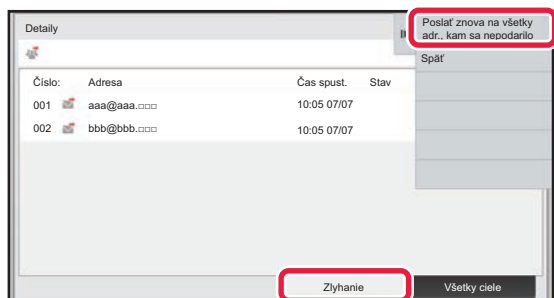 Detaily
Poslať znova na všetky
adr., kam sa nepodarilo
Späť
Číslo: Adresa Čas spust. Stav
001 aaa@aaa.□□□ 10:05 07/07
002 bbb@bbb.□□□ 10:05 07/07
Zlyhanie Všetky ciele